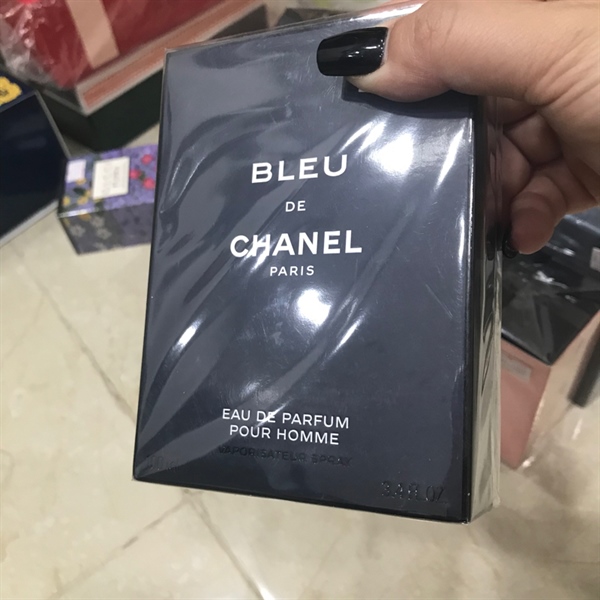 BLEU
DE
CHANEL
PARIS
EAU DE PARFUM
POUR HOMME
VAPORISATEUR SPRAY
3.4 fl. OZ.